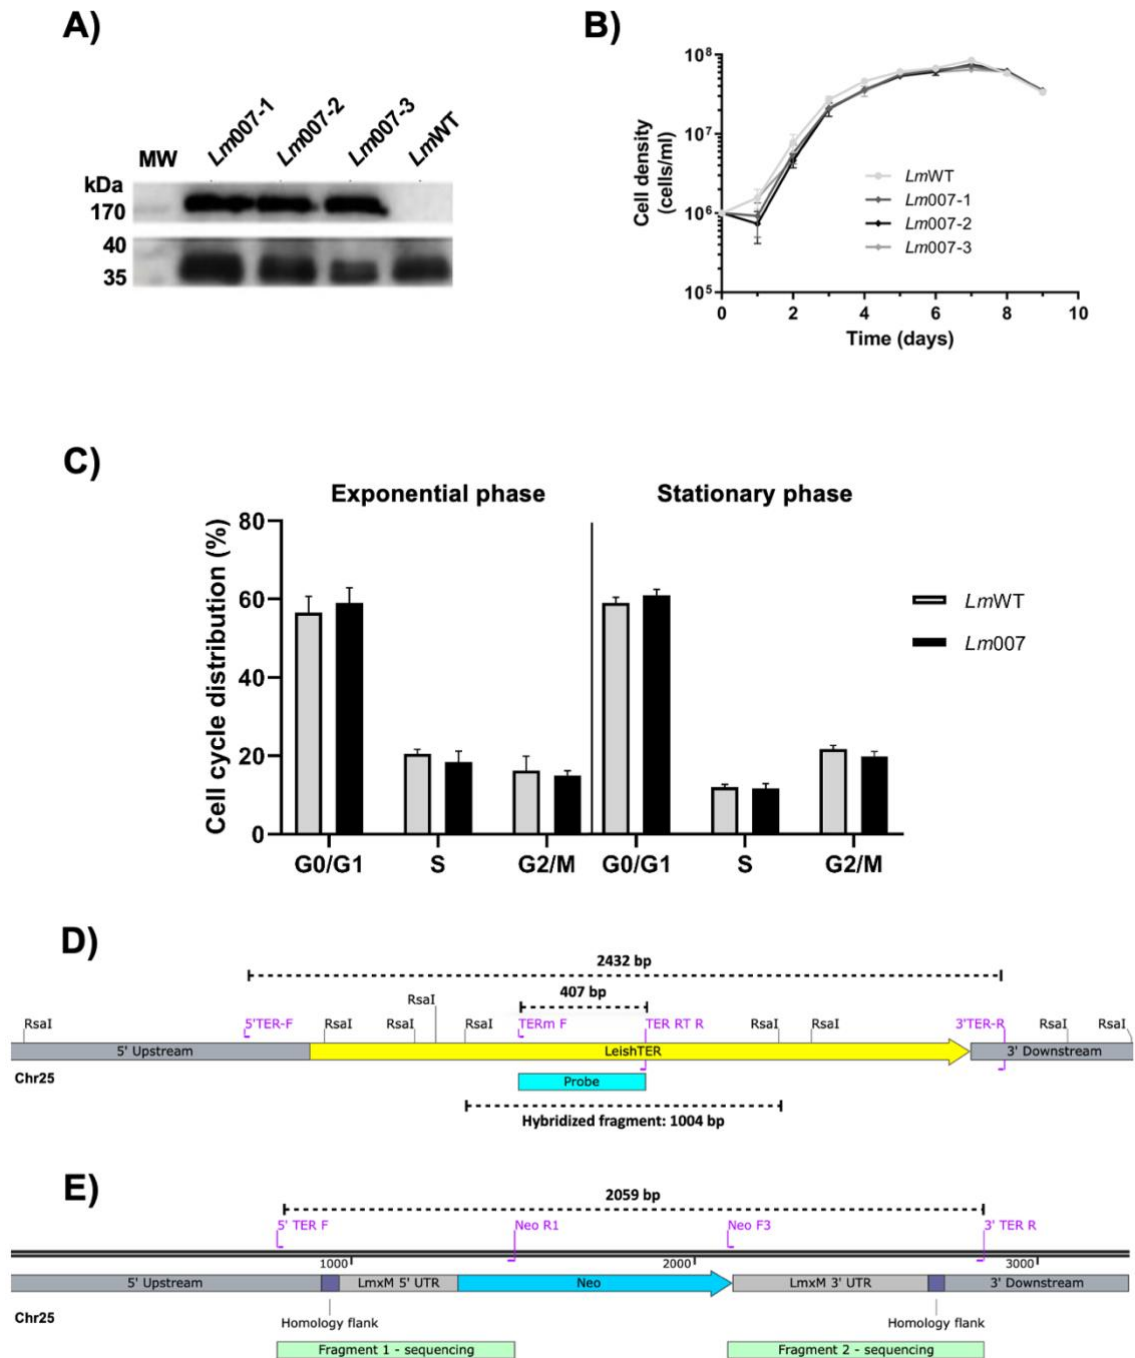 A)
MW Lm007-1 Lm007-2 Lm007-3 LmWT
kDa
170
40
35
B)
Cell density
(cells/ml)
10⁸
10⁷
10⁶
10⁵
0 2 4 6 8 10
Time (days)
LmWT
Lm007-1
Lm007-2
Lm007-3
C)
Exponential phase Stationary phase
Cell cycle distribution (%)
80
60
40
20
0
G0/G1 S G2/M G0/G1 S G2/M
LmWT
Lm007
D)
2432 bp
407 bp
RsaI
RsaI 5'TER-F RsaI RsaI RsaI TERm F TER RT R RsaI RsaI 3'TER-R RsaI RsaI
5' Upstream LeishTER 3' Downstream
Chr25
Probe
Hybridized fragment: 1004 bp
E)
2059 bp
5' TER F Neo R1 Neo F3 3' TER R
1000 2000 3000
5' Upstream LmxM 5' UTR Neo LmxM 3' UTR 3' Downstream
Chr25
Homology flank Homology flank
Fragment 1 - sequencing Fragment 2 - sequencing